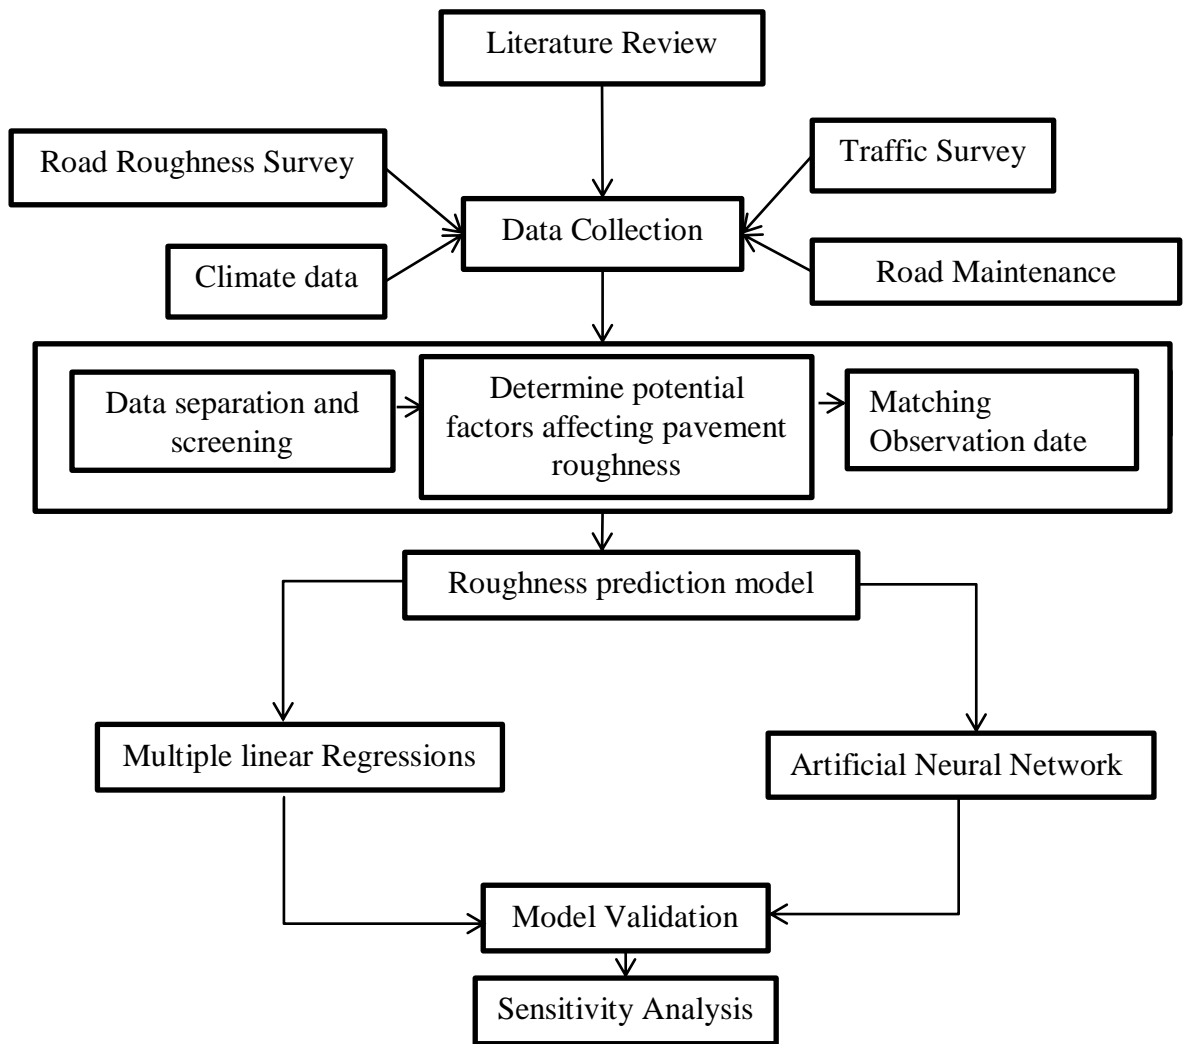 Literature Review
Road Roughness Survey
Traffic Survey
Data Collection
Climate data
Road Maintenance
Data separation and
screening
Determine potential
factors affecting pavement
roughness
Matching
Observation date
Roughness prediction model
Multiple linear Regressions
Artificial Neural Network
Model Validation
Sensitivity Analysis